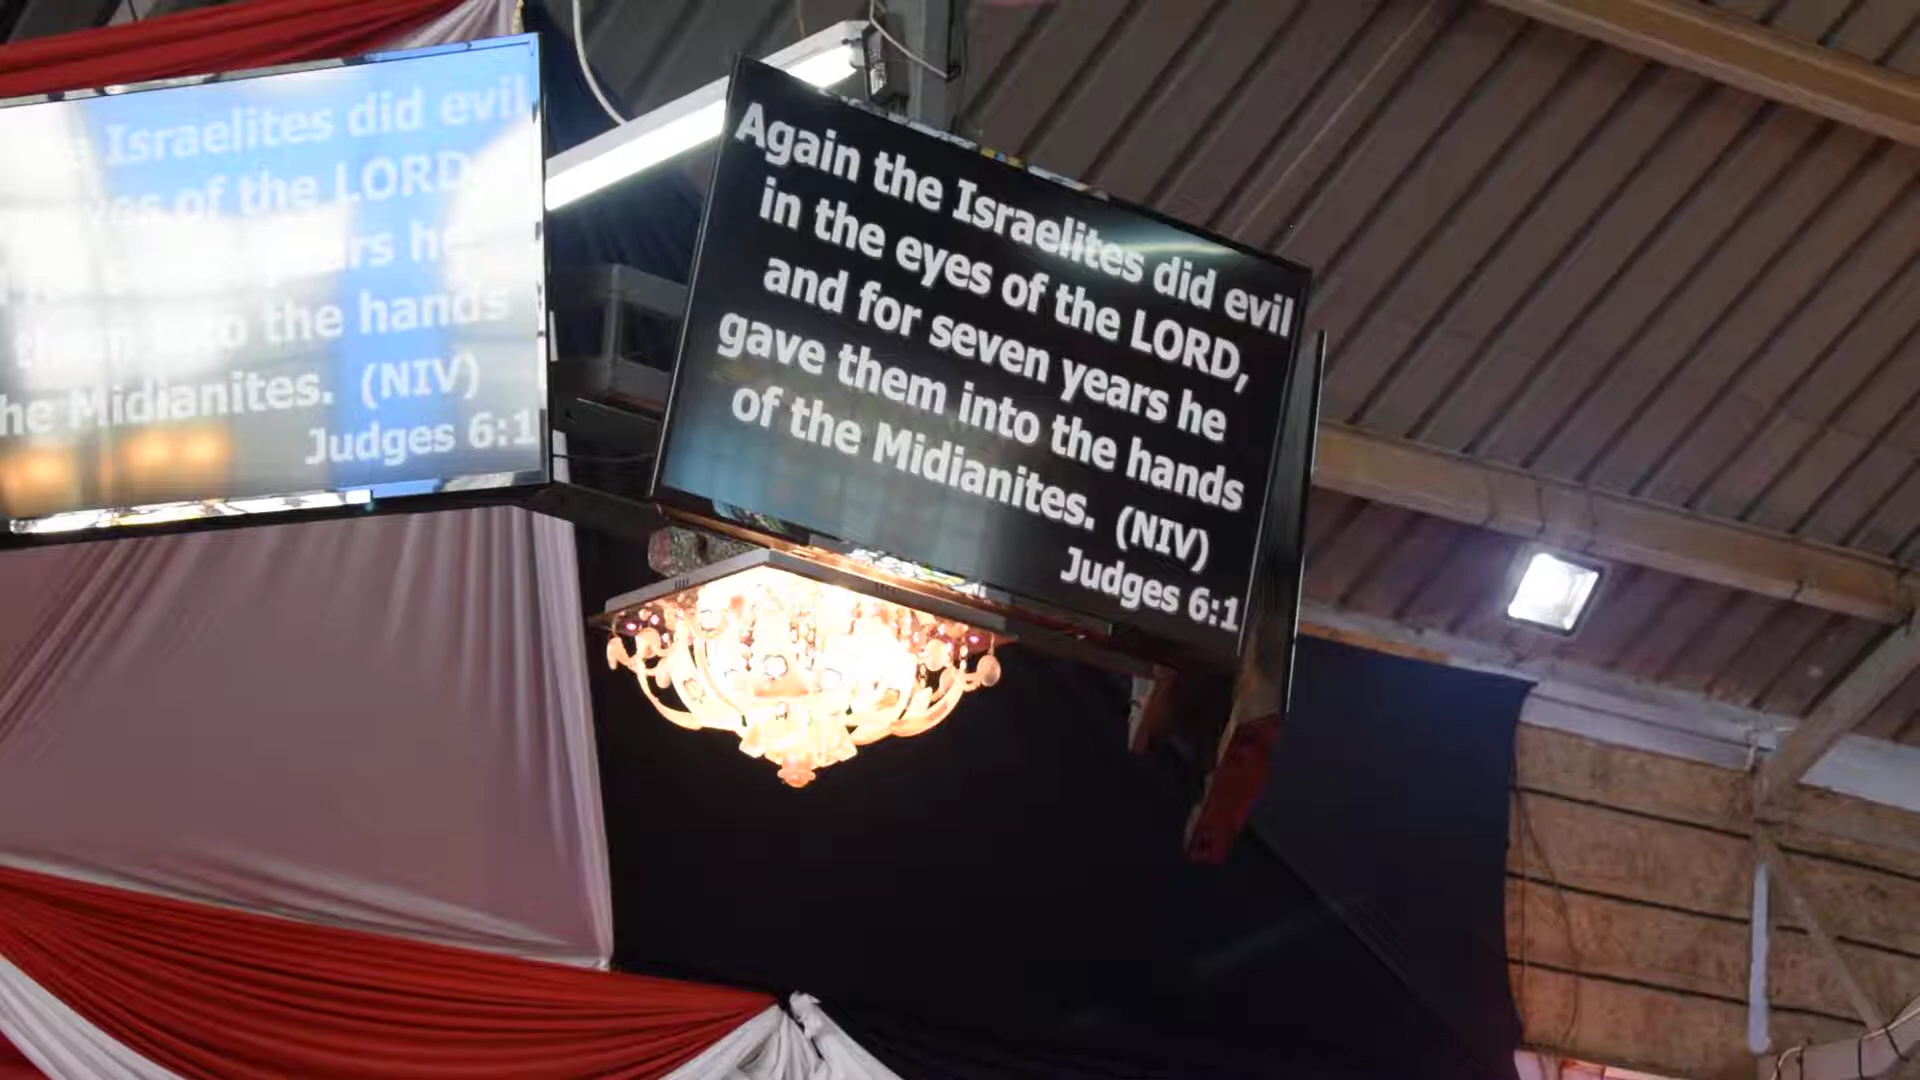 Israelites did evil
of the LORD
he
into the hands
he Midianites. (NIV)
Judges 6:1
Again the Israelites did evil
in the eyes of the LORD,
and for seven years he
gave them into the hands
of the Midianites. (NIV)
Judges 6:1